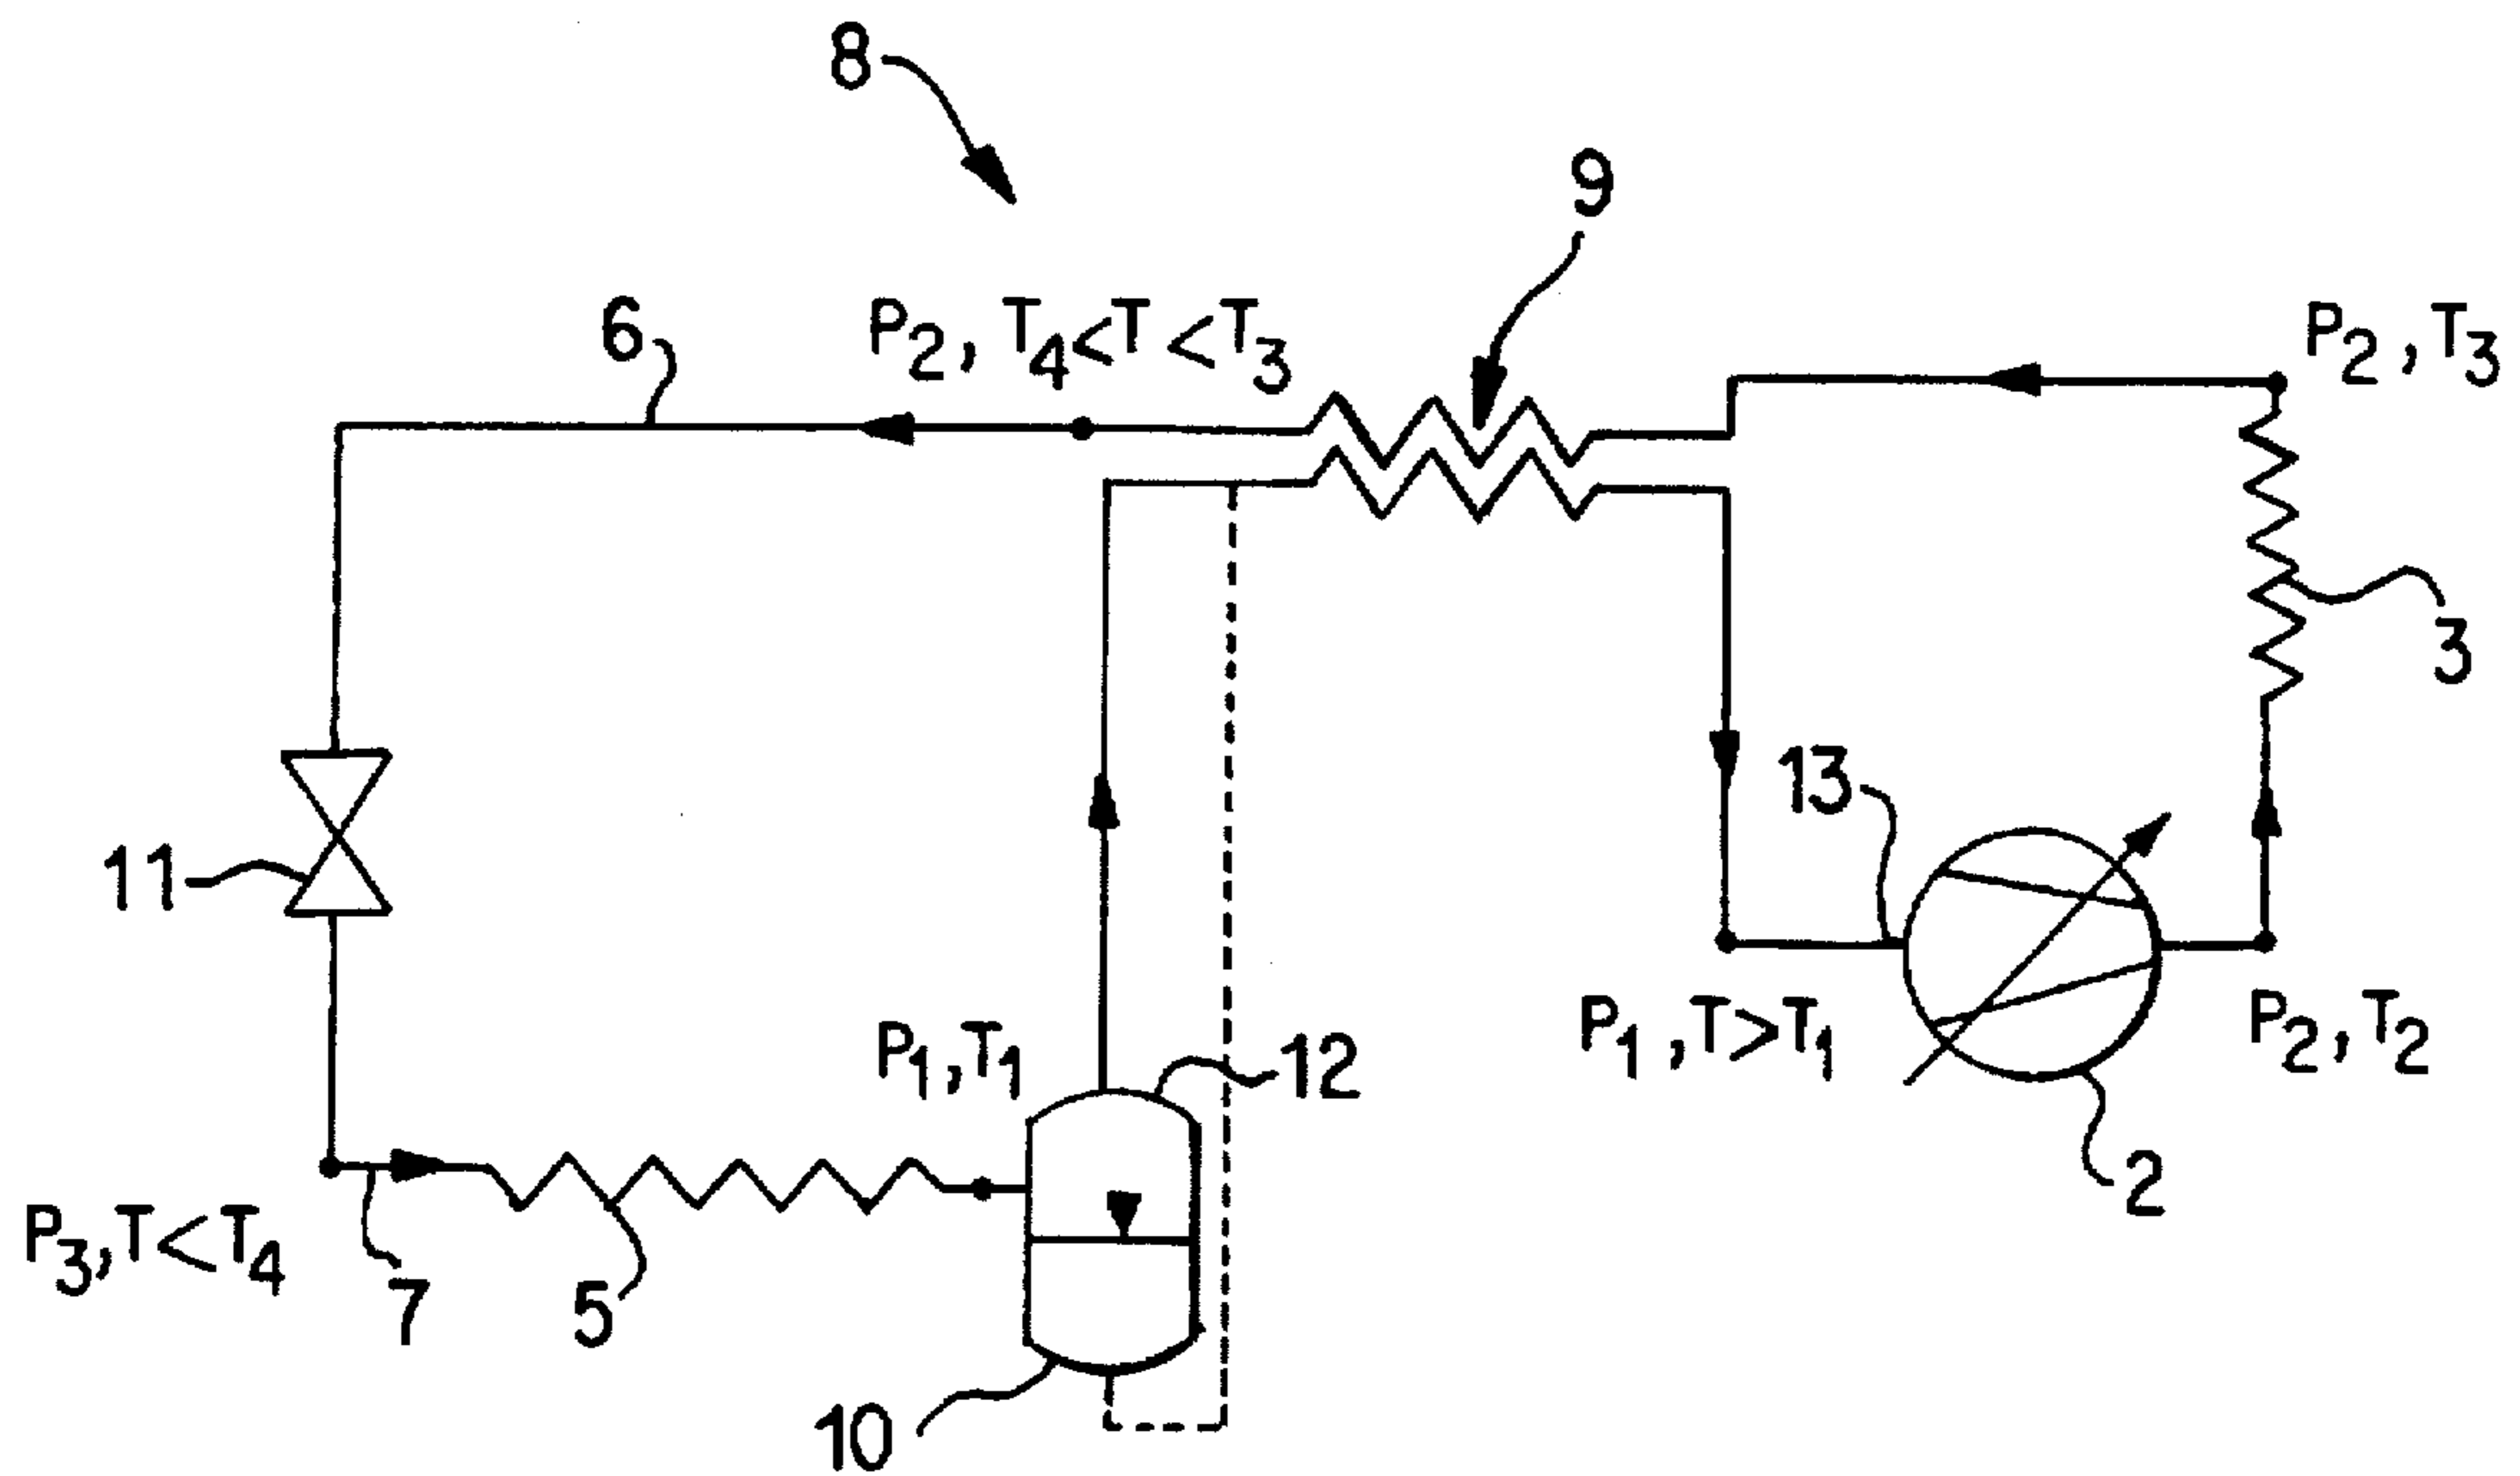 8
9
6
P2, T4<T<T3
P2, T3
3
13
11
P1, T1
12
P1, T>T1
P2, T2
2
P3, T<T4
7
5
10